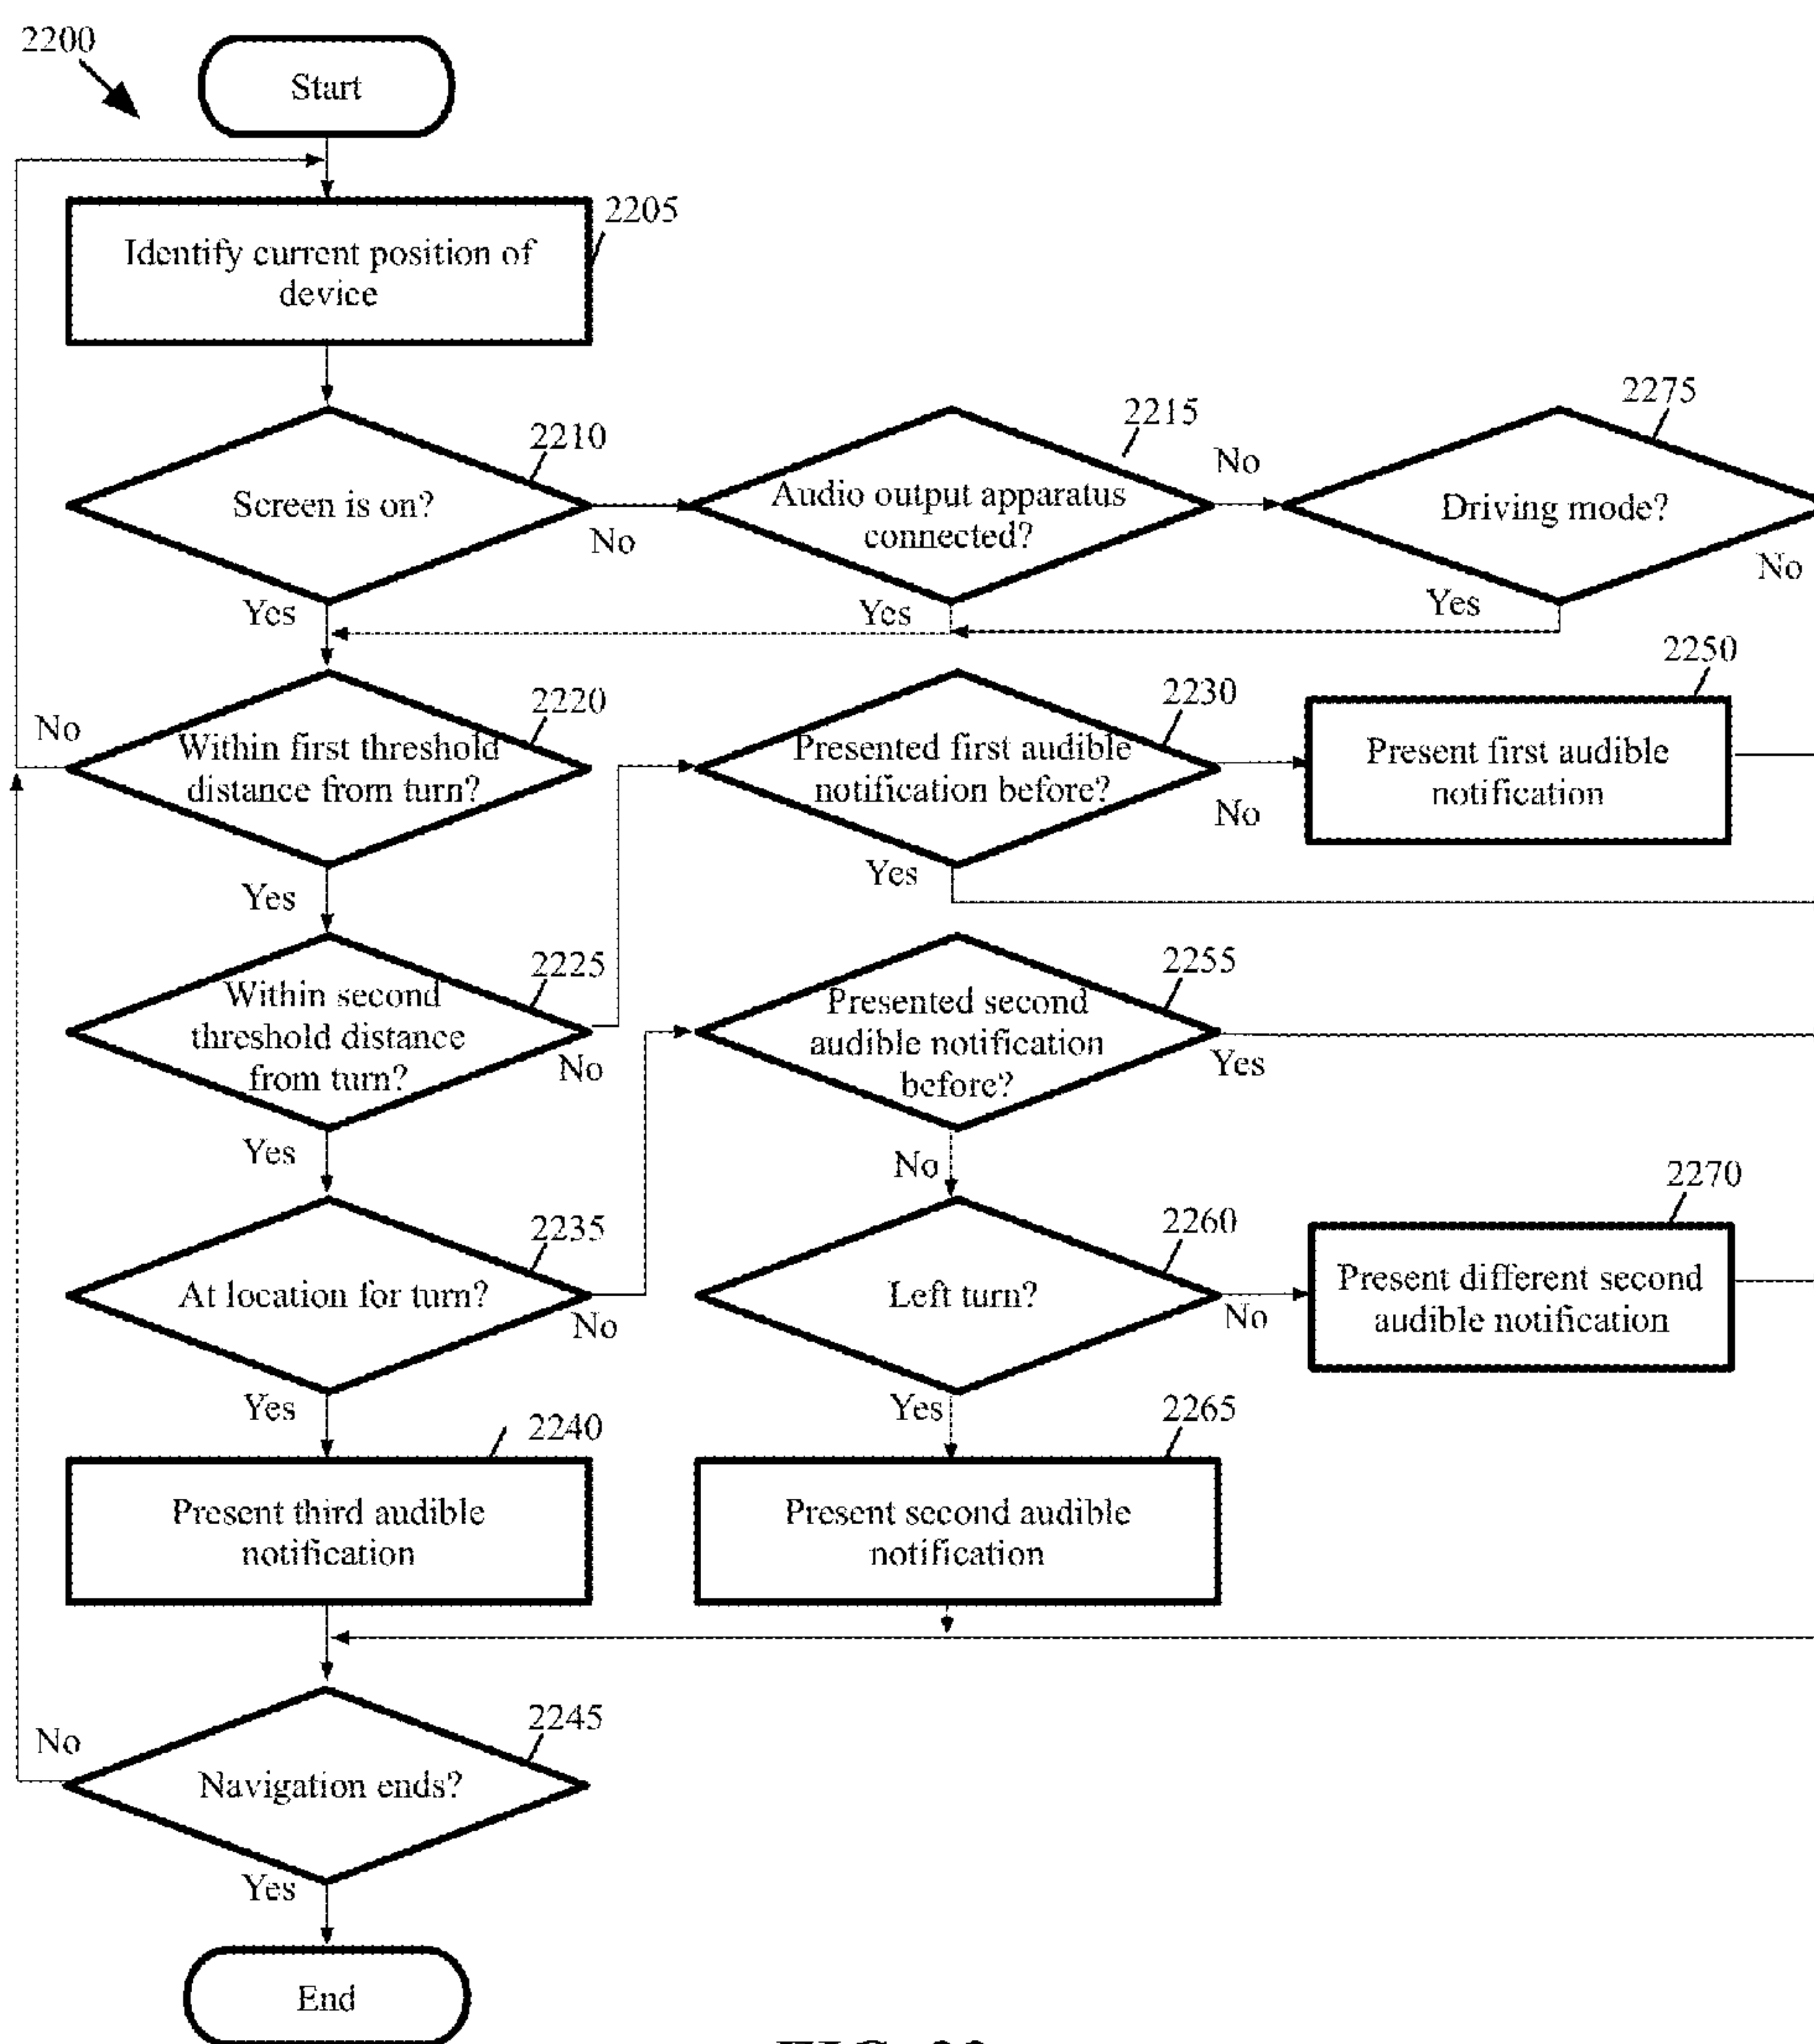 2200
Start
2205
Identify current position of
device
2210
Screen is on?
No
Yes
2215
Audio output apparatus
connected?
No
Yes
2275
Driving mode?
No
Yes
2220
Within first threshold
distance from turn?
No
Yes
2230
Presented first audible
notification before?
No
Yes
2250
Present first audible
notification
2225
Within second
threshold distance
from turn?
No
Yes
2255
Presented second
audible notification
before?
Yes
No
2235
At location for turn?
No
Yes
2260
Left turn?
No
Yes
2270
Present different second
audible notification
2240
Present third audible
notification
2265
Present second audible
notification
2245
Navigation ends?
No
Yes
End